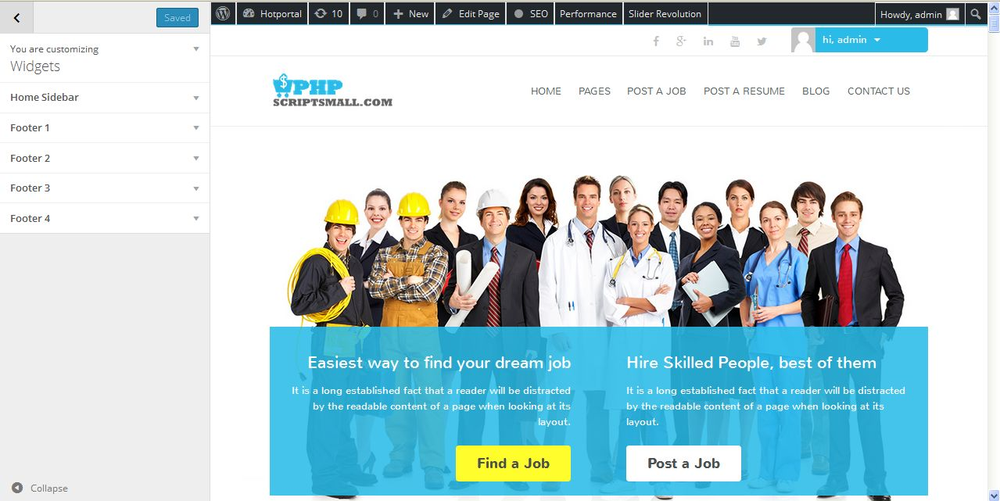 Saved
Hotportal 10 0 New Edit Page SEO Performance Slider Revolution Howdy, admin
You are customizing
Widgets
Home Sidebar
Footer 1
Footer 2
Footer 3
Footer 4
Collapse
You Tube hi, admin
$ PHP
SCRIPTSMALL.COM
HOME PAGES POST A JOB POST A RESUME BLOG CONTACT US
Easiest way to find your dream job
It is a long established fact that a reader will be distracted
by the readable content of a page when looking at its
layout.
Find a Job
Hire Skilled People, best of them
It is a long established fact that a reader will be distracted
by the readable content of a page when looking at its
layout.
Post a Job